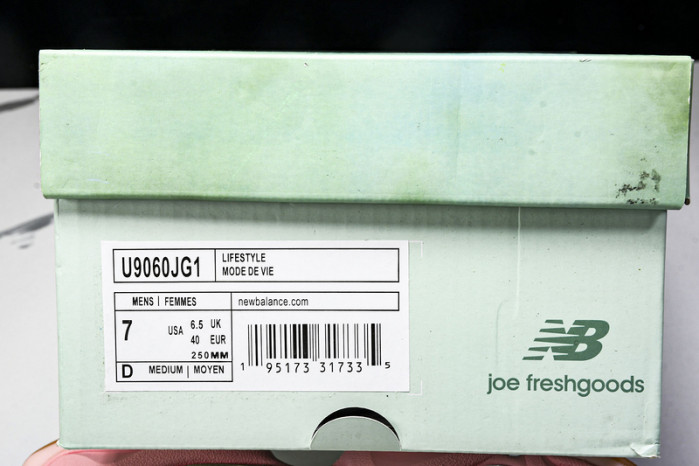 U9060JG1
LIFESTYLE
MODE DE VIE
MENS | FEMMES
newbalance.com
7 USA 6.5 UK
40 EUR
250MM
D MEDIUM | MOYEN
1 95173 31733 5
NB
joe freshgoods